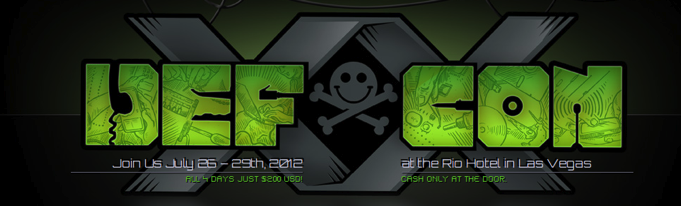 DEF CON
XX
Join Us July 26 - 29th, 2012
at the Rio Hotel in Las Vegas
ALL 4 DAYS JUST $200 USD!
CASH ONLY AT THE DOOR.